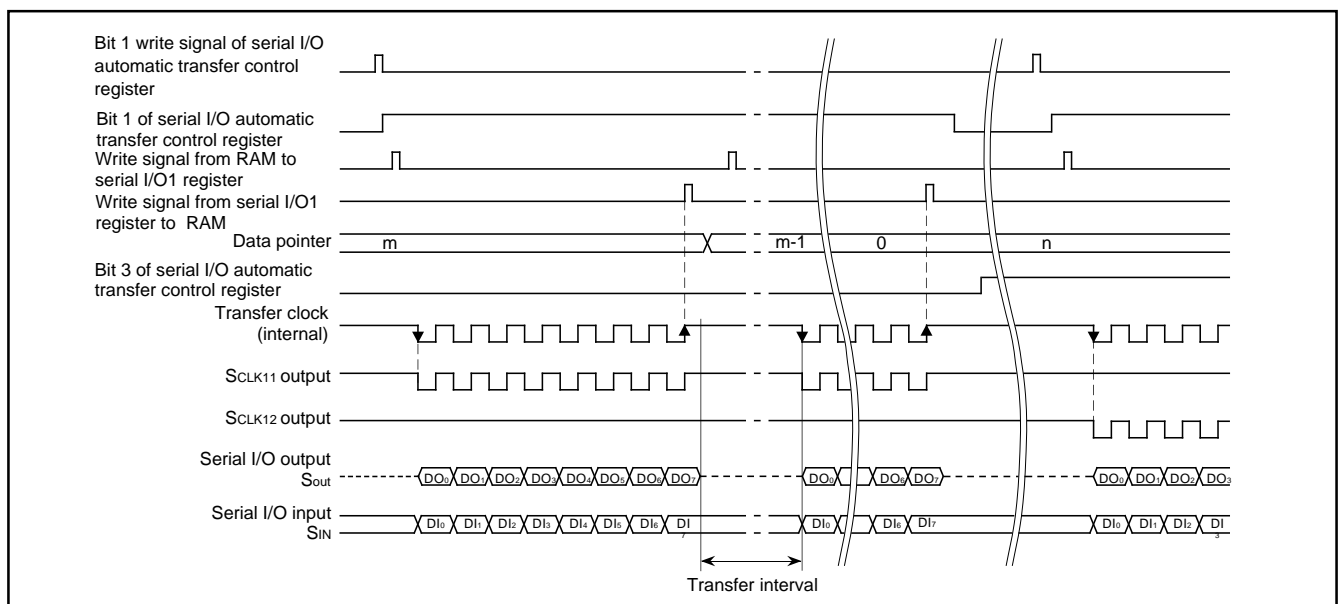 Bit 1 write signal of serial I/O
automatic transfer control
register
Bit 1 of serial I/O automatic
transfer control register
Write signal from RAM to
serial I/O1 register
Write signal from serial I/O1
register to RAM
Data pointer
m
m-1
0
n
Bit 3 of serial I/O automatic
transfer control register
Transfer clock
(internal)
SCLK11 output
SCLK12 output
Serial I/O output
Sout
DO0 DO1 DO2 DO3 DO4 DO5 DO6 DO7
DO0 DO6 DO7
DO0 DO1 DO2 DO3
Serial I/O input
SIN
DI0 DI1 DI2 DI3 DI4 DI5 DI6 DI7
DI0 DI6 DI7
DI0 DI1 DI2 DI3
Transfer interval